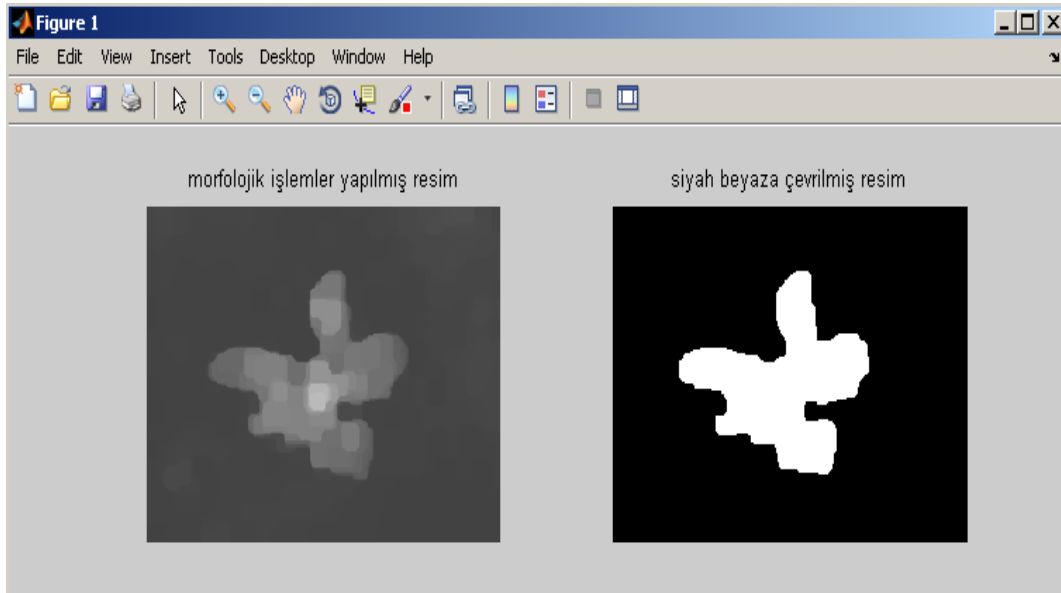 Figure 1
File Edit View Insert Tools Desktop Window Help
morfolojik işlemler yapılmış resim
siyah beyaza çevrilmiş resim